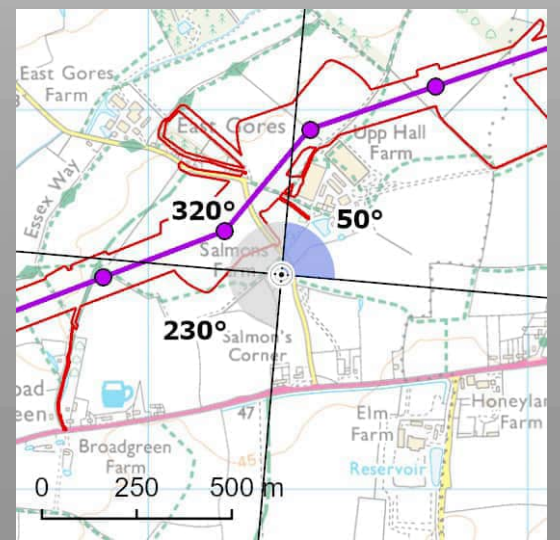 East Gores
Farm
East Gores
Upp Hall
Farm
Essex Way
320°
50°
Salmons
Farm
230°
Salmon's
Corner
47
Elm
Farm
Honeylan
Farm
oad
een
Broadgreen
Farm
45
Reservoir
0 250 500 m